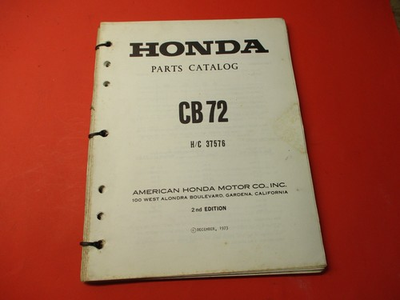 HONDA
PARTS CATALOG
CB 72
H/C 37576
AMERICAN HONDA MOTOR CO., INC.
100 WEST ALONDRA BOULEVARD, GARDENA, CALIFORNIA
2nd EDITION